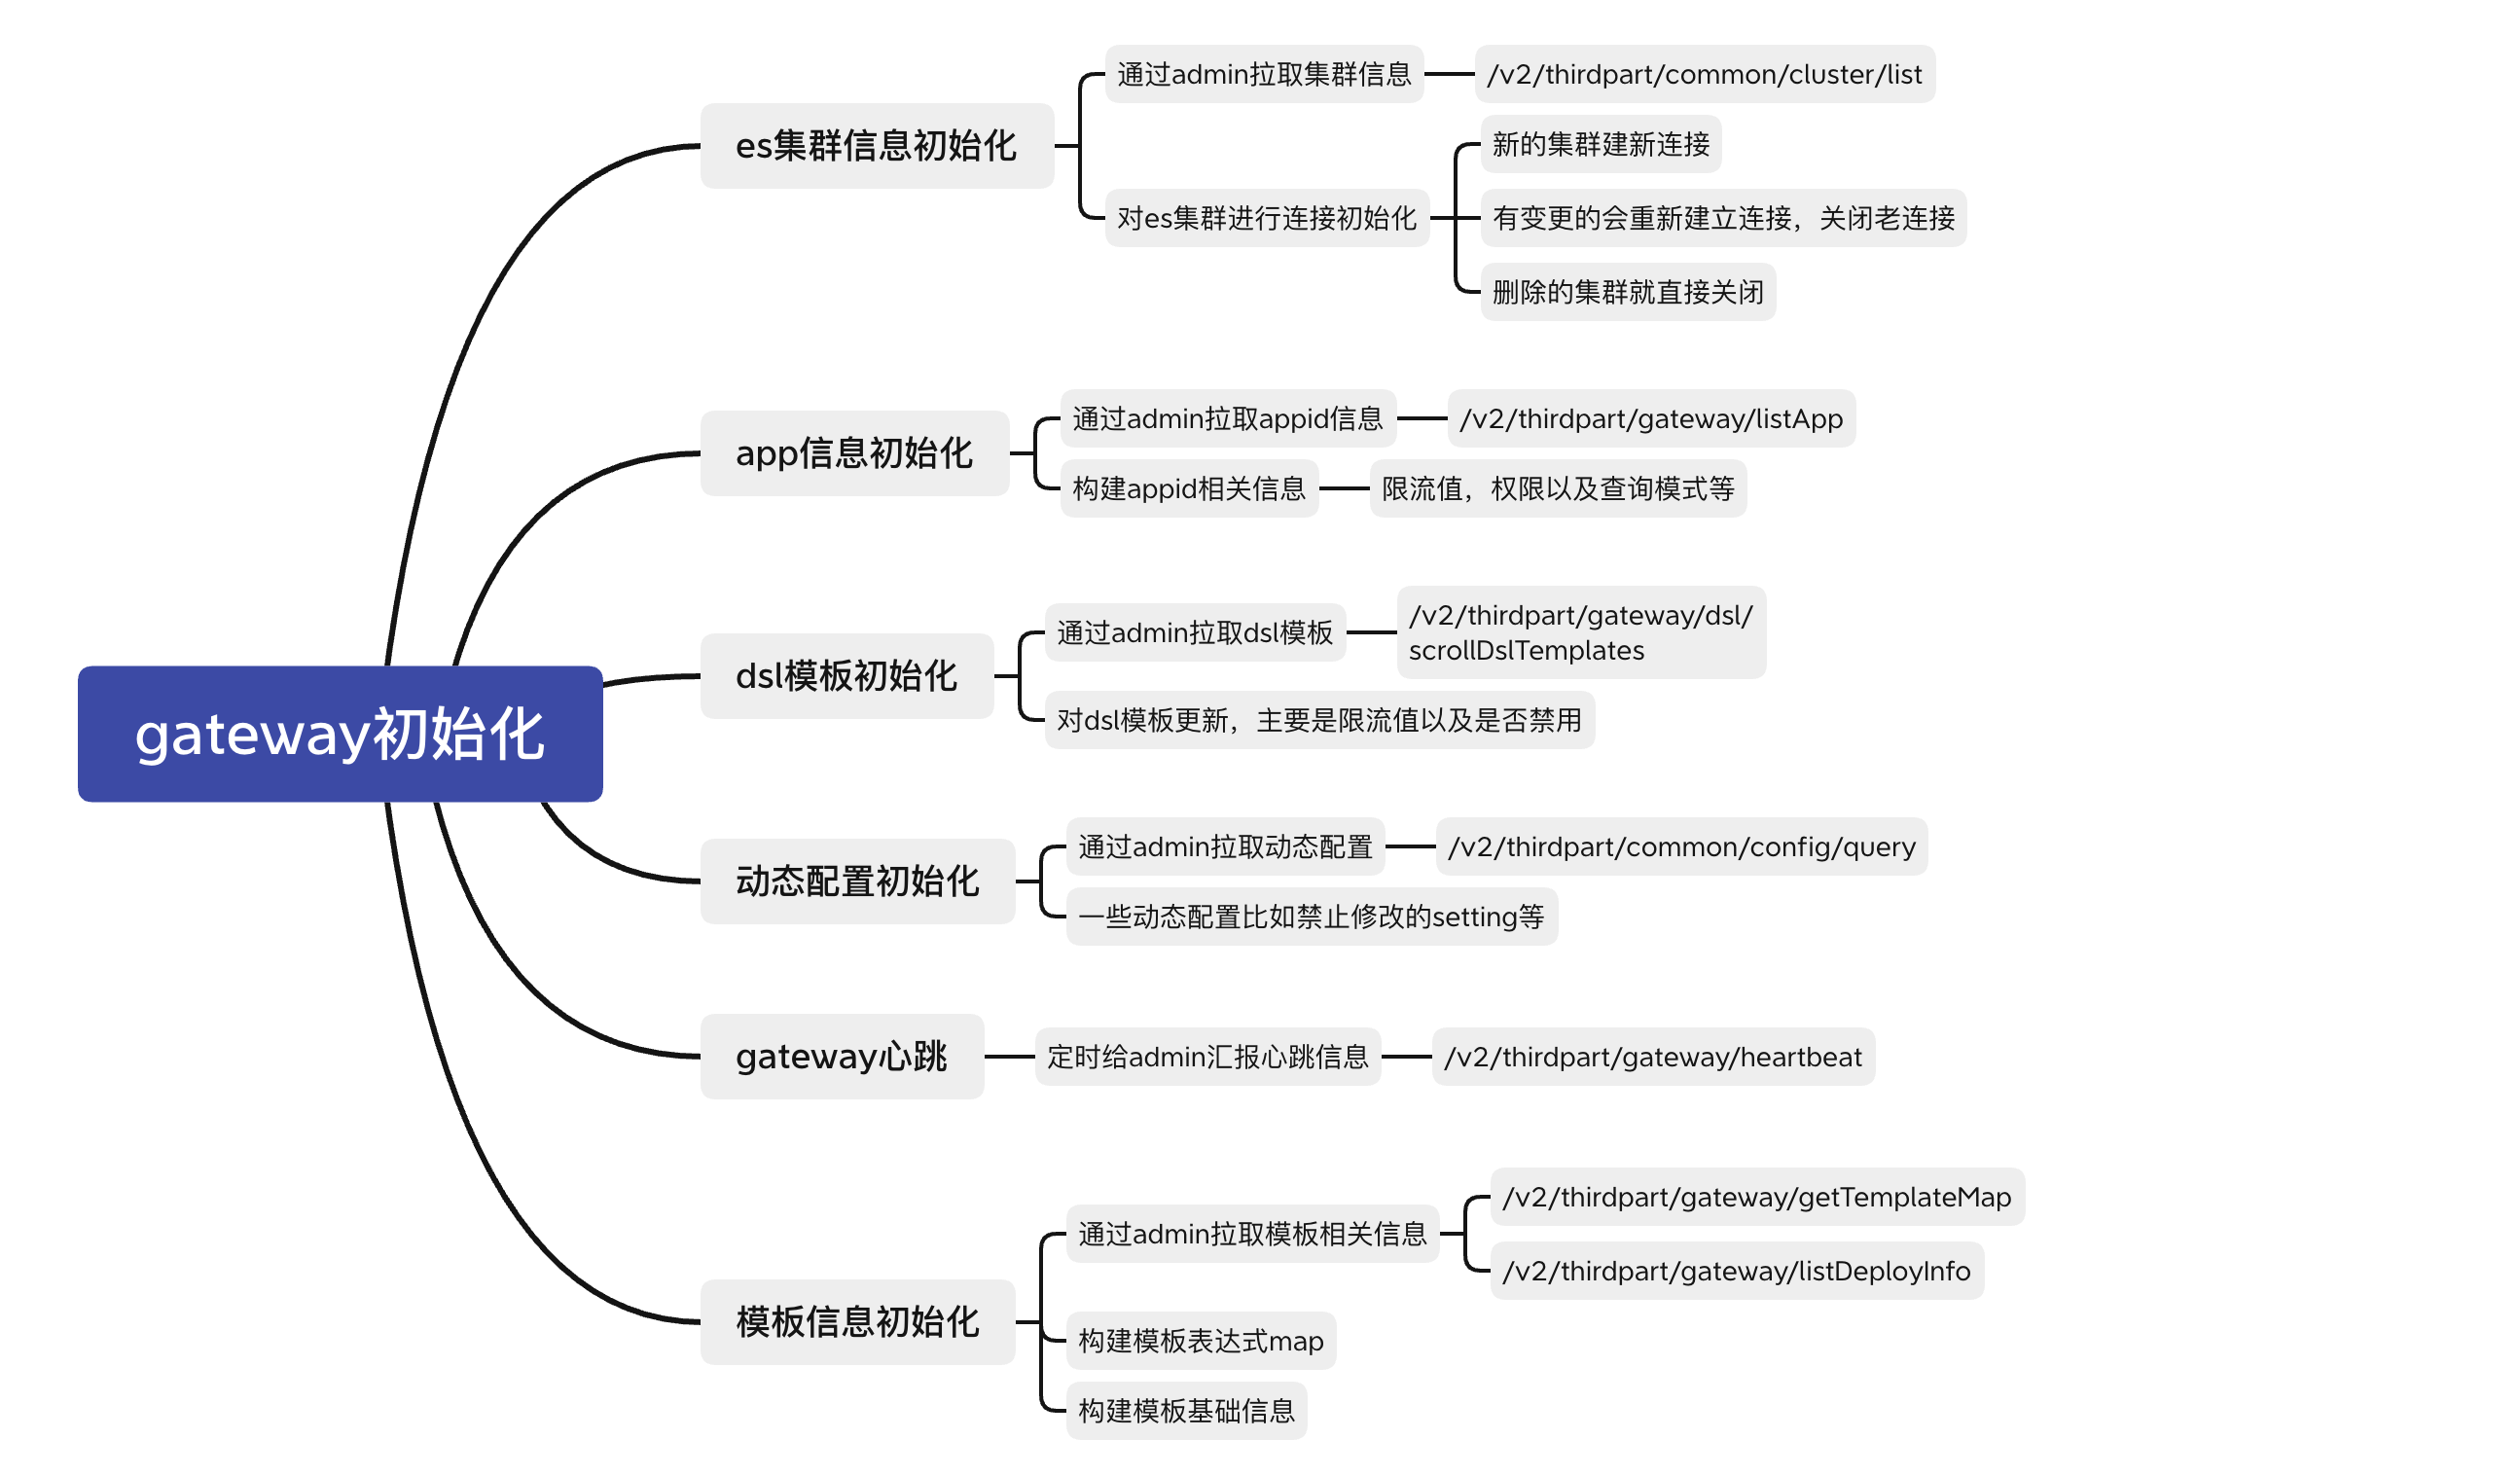 gateway初始化
es集群信息初始化
通过admin拉取集群信息
/v2/thirdpart/common/cluster/list
对es集群进行连接初始化
新的集群建新连接
有变更的会重新建立连接，关闭老连接
删除的集群就直接关闭
app信息初始化
通过admin拉取appid信息
/v2/thirdpart/gateway/listApp
构建appid相关信息
限流值，权限以及查询模式等
dsl模板初始化
通过admin拉取dsl模板
/v2/thirdpart/gateway/dsl/
scrollDslTemplates
对dsl模板更新，主要是限流值以及是否禁用
动态配置初始化
通过admin拉取动态配置
/v2/thirdpart/common/config/query
一些动态配置比如禁止修改的setting等
gateway心跳
定时给admin汇报心跳信息
/v2/thirdpart/gateway/heartbeat
模板信息初始化
通过admin拉取模板相关信息
/v2/thirdpart/gateway/getTemplateMap
/v2/thirdpart/gateway/listDeployInfo
构建模板表达式map
构建模板基础信息